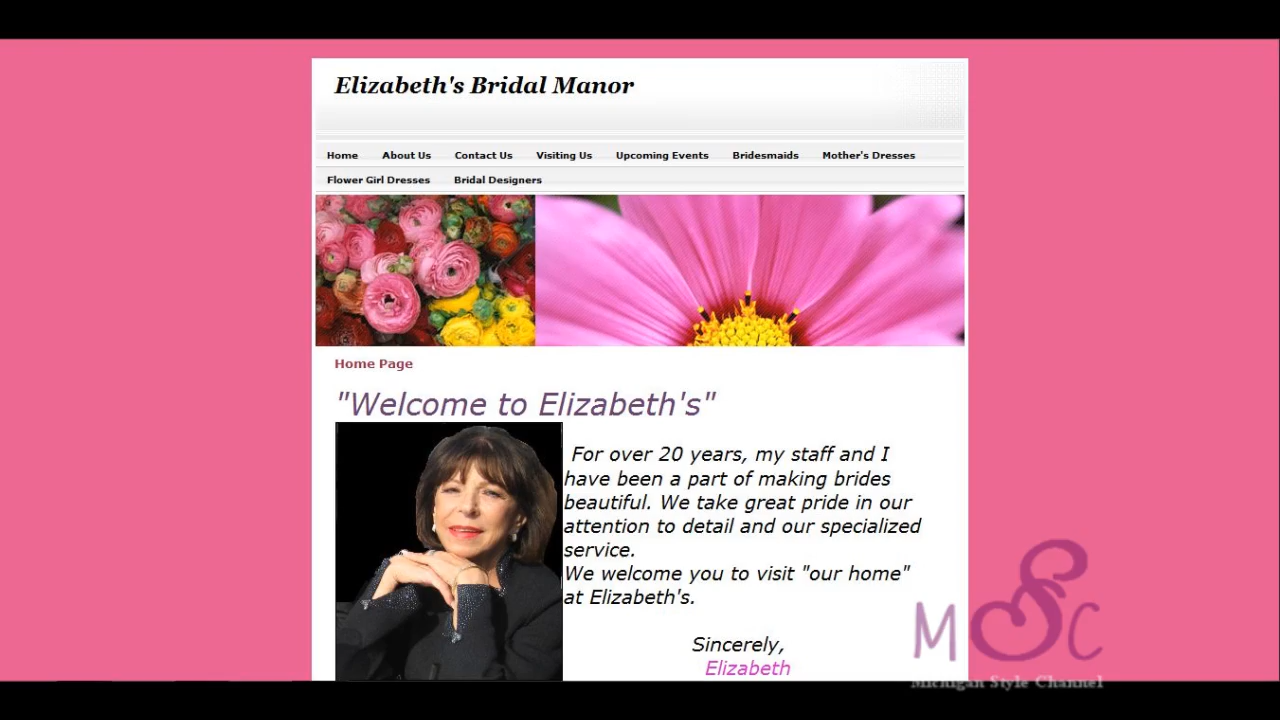 Elizabeth's Bridal Manor
Home About Us Contact Us Visiting Us Upcoming Events Bridesmaids Mother's Dresses
Flower Girl Dresses Bridal Designers
Home Page
"Welcome to Elizabeth's"
For over 20 years, my staff and I
have been a part of making brides
beautiful. We take great pride in our
attention to detail and our specialized
service.
We welcome you to visit "our home"
at Elizabeth's.
Sincerely,
Elizabeth
MSC
Michigan Style Channel